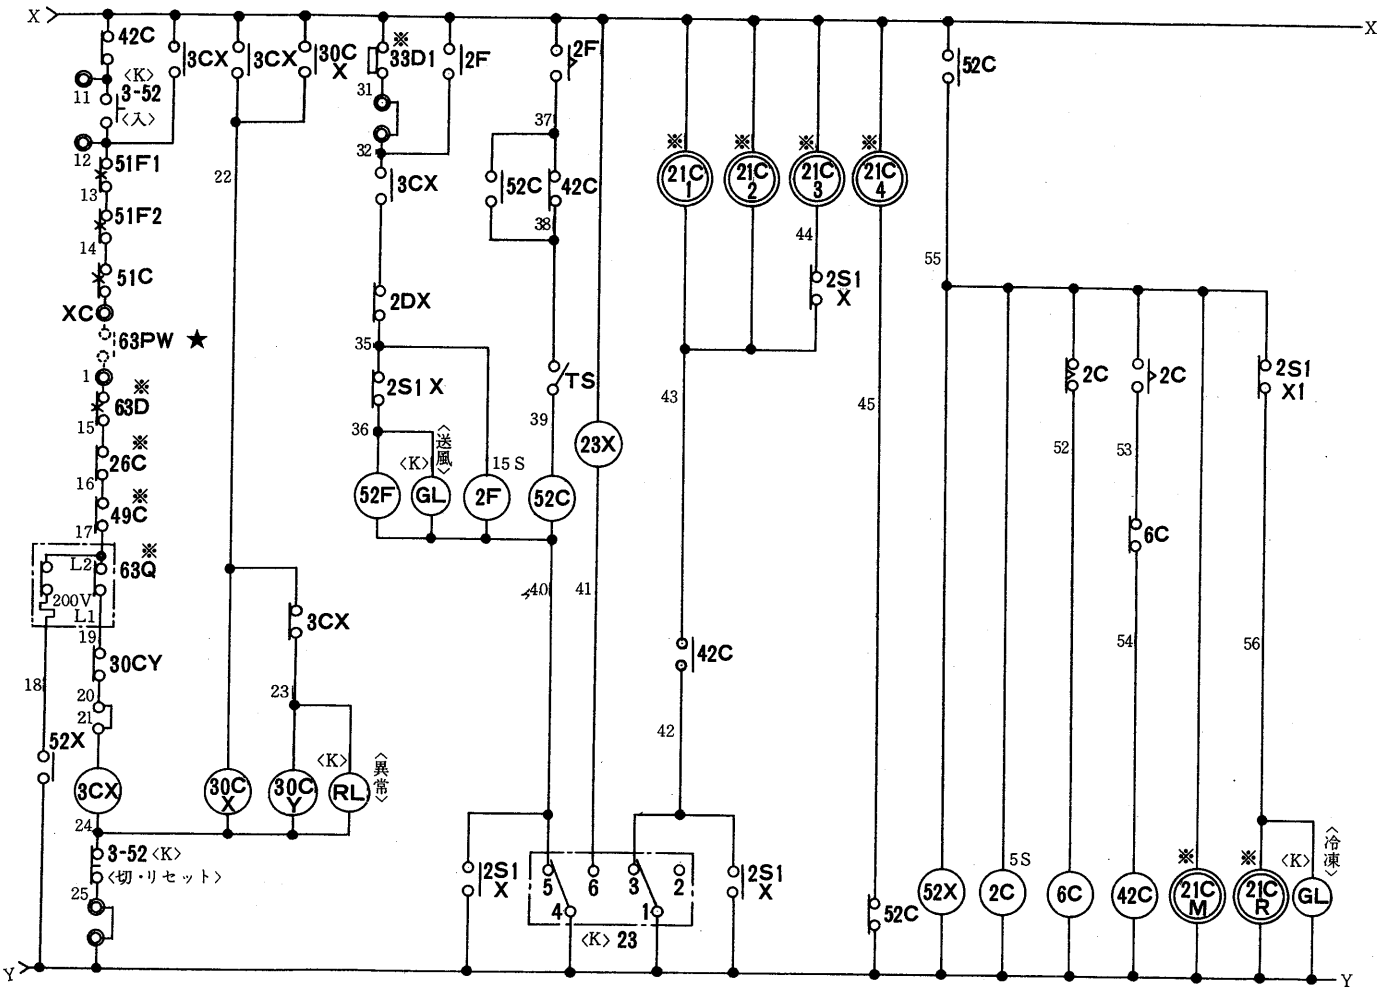 X
X
42C
<K>
11
3-52
<入>
12
51F1
13
51F2
14
51C
XC
63PW ★
1
※
63D
15
※
26C
16
※
49C
17
※
63Q
L2
200V
L1
19
30CY
18
20
21
52X
3CX
24
3-52 <K>
<切・リセット>
25
3CX
3CX
30C
X
22
3CX
23
<K>
<異常>
30C
X
30C
Y
RL
※
33D1
2F
31
32
3CX
2DX
35
2S1 X
36
<K>
<送風>
15 S
52F
GL
2F
52C
2F
37
52C
42C
38
TS
39
23X
40
41
※
21C
1
※
21C
2
※
21C
3
※
21C
4
44
2S1
X
43
45
42C
42
2S1
X
5
6
3
2
4
1
2S1
X
<K> 23
52C
52C
55
2C
2C
2S1
X1
52
53
6C
54
56
5S
※
※
<K>
<冷凍>
52X
2C
6C
42C
21C
M
21C
R
GL
Y
Y